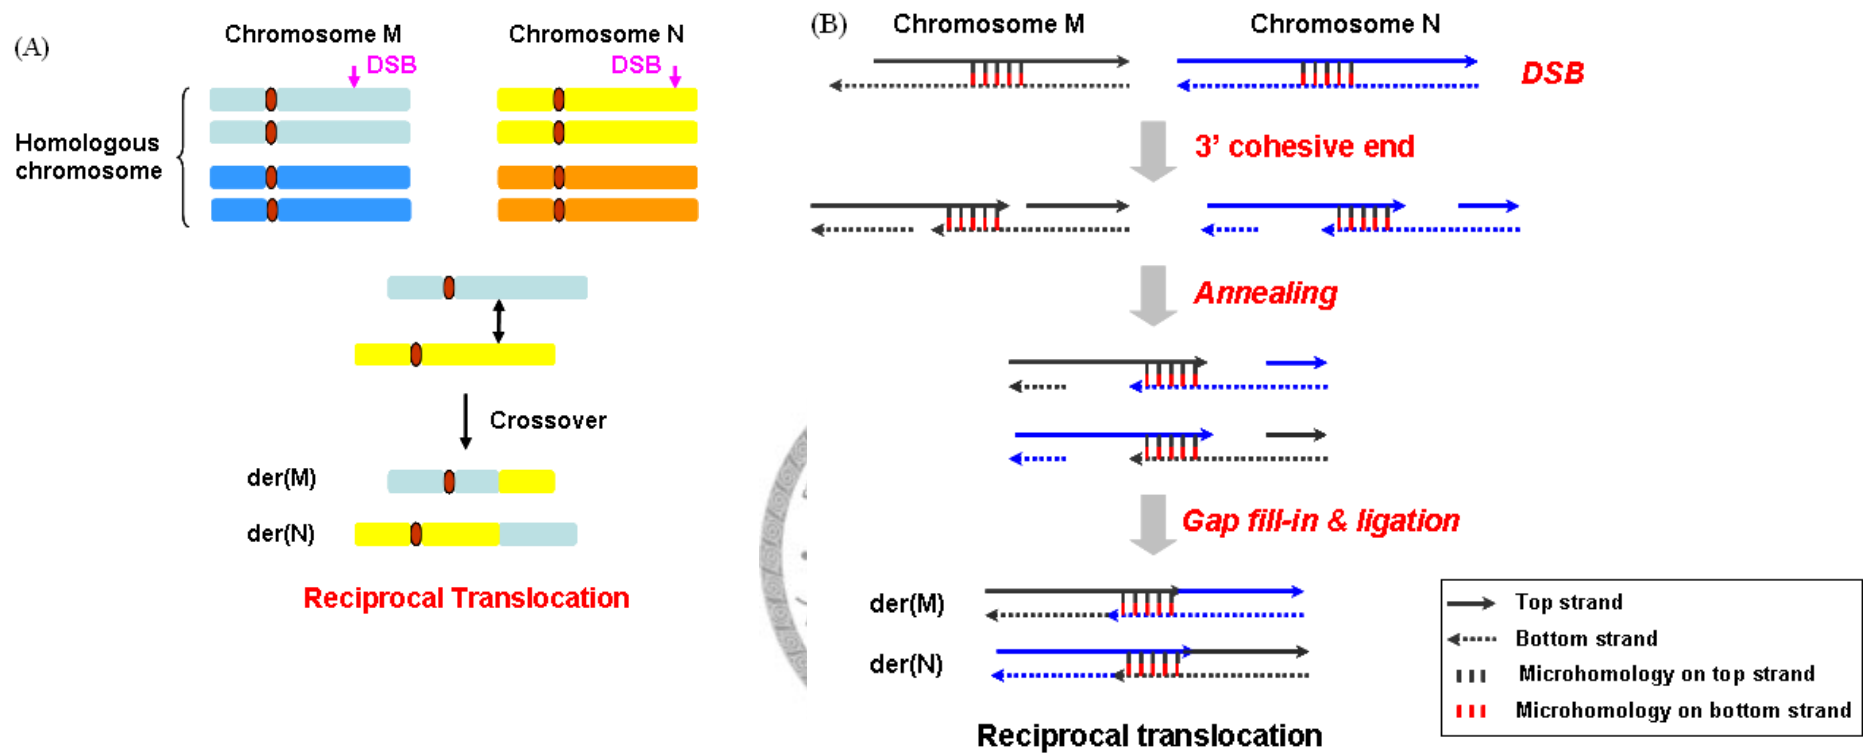 (A)
Chromosome M
Chromosome N
DSB
DSB
Homologous
chromosome
Crossover
der(M)
der(N)
Reciprocal Translocation
(B)
Chromosome M
Chromosome N
DSB
3’ cohesive end
Annealing
Gap fill-in & ligation
der(M)
der(N)
Reciprocal translocation
Top strand
Bottom strand
Microhomology on top strand
Microhomology on bottom strand